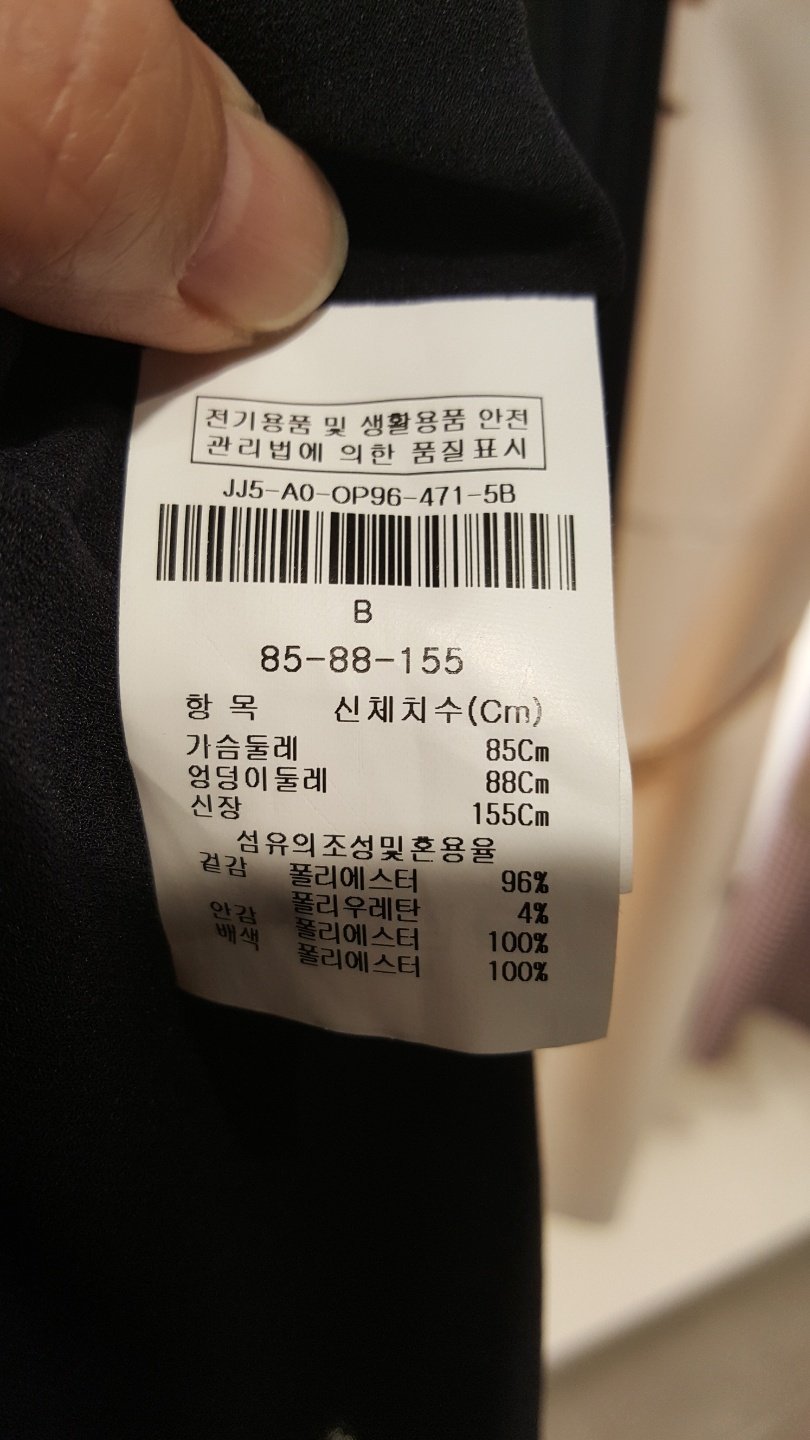 전기용품 및 생활용품 안전
관리법에 의한 품질표시
JJ5-A0-OP96-471-5B
B
85-88-155
항 목 신체치수(Cm)
가슴둘레 85Cm
엉덩이둘레 88Cm
신장 155Cm
섬유의조성및혼용율
겉감 폴리에스터 96%
폴리우레탄 4%
안감 폴리에스터 100%
배색 폴리에스터 100%